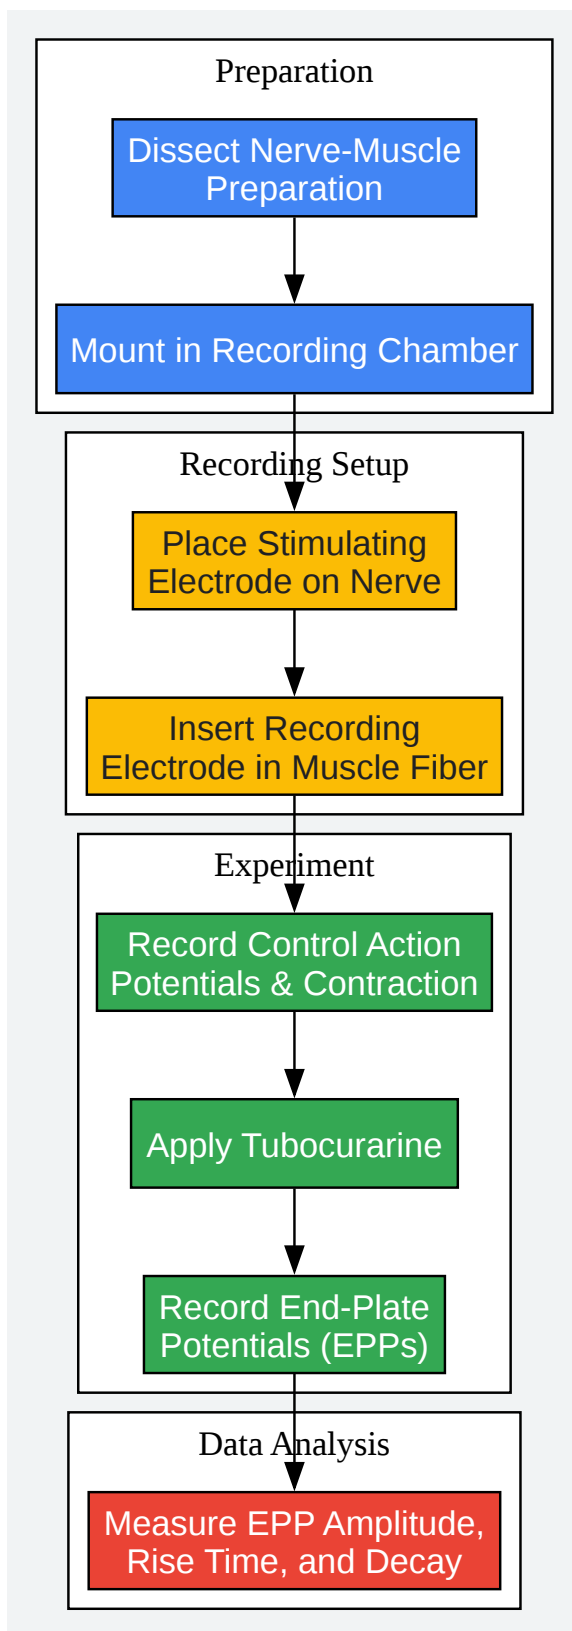 Preparation
Dissect Nerve-Muscle
Preparation
Mount in Recording Chamber
Recording Setup
Place Stimulating
Electrode on Nerve
Insert Recording
Electrode in Muscle Fiber
Experiment
Record Control Action
Potentials & Contraction
Apply Tubocurarine
Record End-Plate
Potentials (EPPs)
Data Analysis
Measure EPP Amplitude,
Rise Time, and Decay